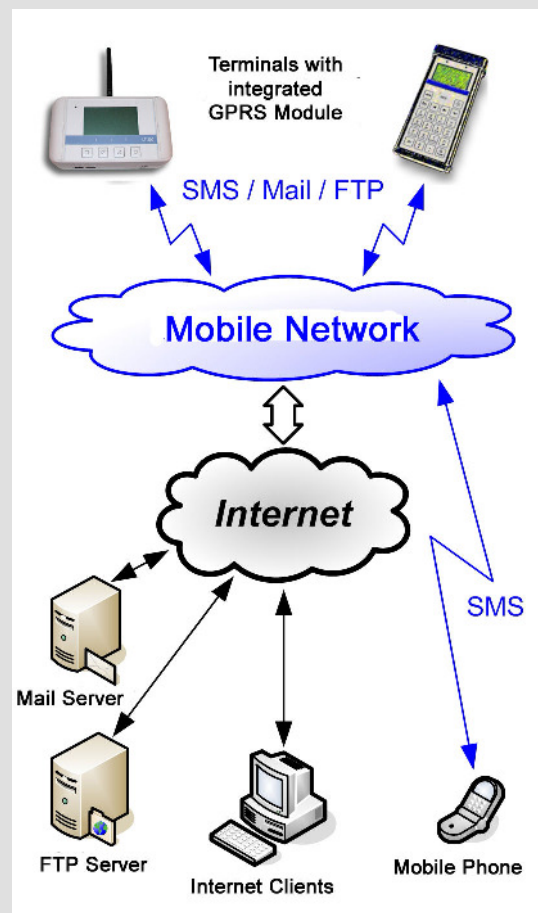 Terminals with
integrated
GPRS Module
SMS / Mail / FTP
Mobile Network
Internet
SMS
Mail Server
FTP Server
Internet Clients
Mobile Phone